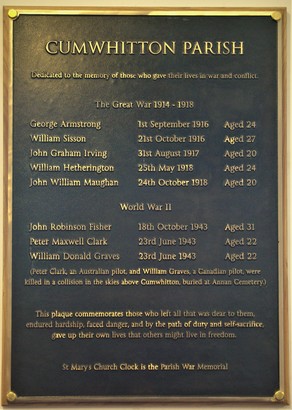 CUMWHITTON PARISH
Dedicated to the memory of those who gave their lives in war and conflict
The Great War 1914 - 1918
George Armstrong 1st September 1916 Aged 24
William Sisson 21st October 1916 Aged 27
John Graham Irving 31st August 1917 Aged 20
William Hetherington 25th May 1918 Aged 24
John William Maughan 24th October 1918 Aged 20
World War II
John Robinson Fisher 18th October 1943 Aged 31
Peter Maxwell Clark 23rd June 1943 Aged 22
William Donald Graves 23rd June 1943 Aged 22
(Peter Clark, an Australian pilot, and William Graves, a Canadian pilot, were
killed in a collision in the skies above Cumwhitton, buried at Annan Cemetery.)
This plaque commemorates those who left all that was dear to them,
endured hardship, faced danger, and by the path of duty and self-sacrifice,
gave up their own lives that others might live in freedom.
St Mary's Church Clock is the Parish War Memorial